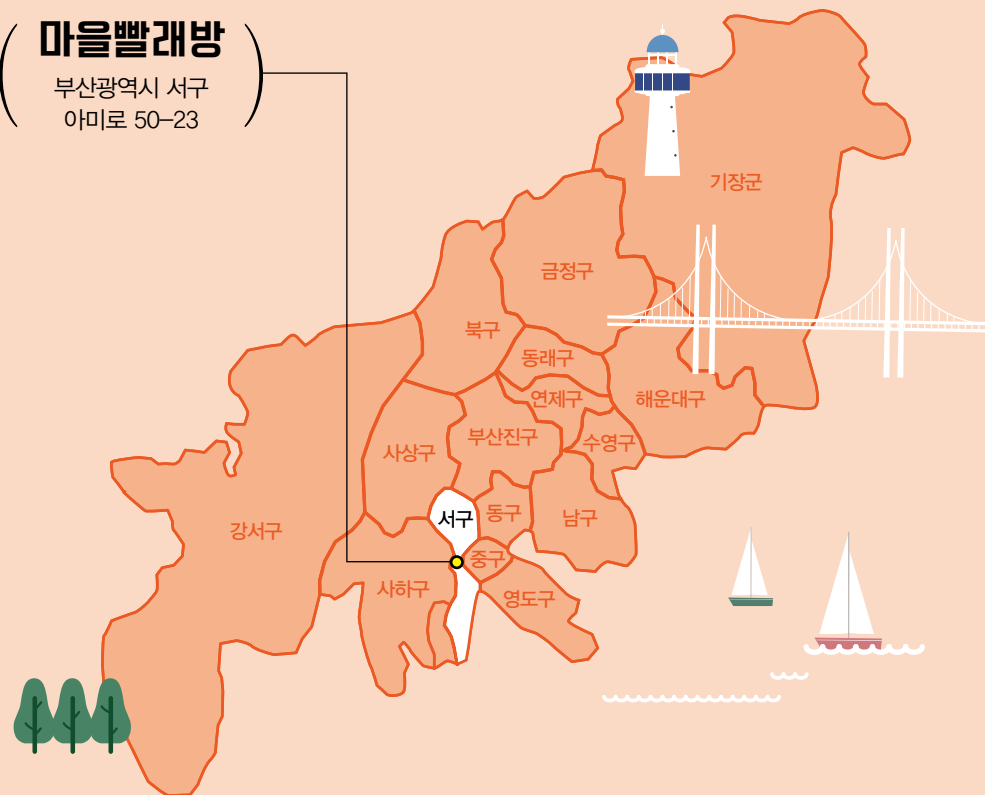 마을빨래방
부산광역시 서구
아미로 50-23
기장군
금정구
북구
동래구
연제구
해운대구
부산진구
수영구
사상구
서구
동구
남구
강서구
중구
사하구
영도구